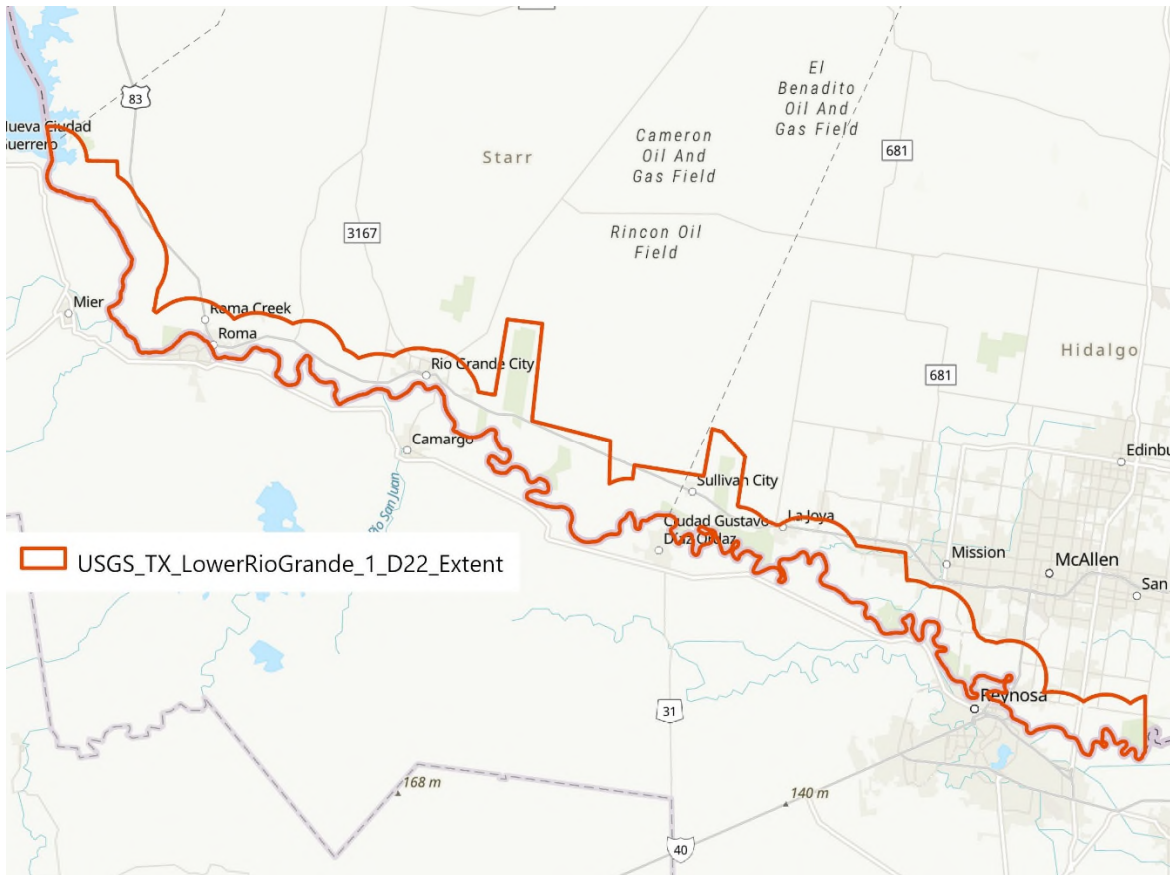 83
Nueva Ciudad
Guerrero
Starr
El
Benadito
Oil And
Gas Field
Cameron
Oil And
Gas Field
681
3167
Rincon Oil
Field
Mier
Roma Creek
Roma
Rio Grande City
Hidalgo
681
Camargo
Edinbu
Río San Juan
Sullivan City
Ciudad Gustavo
Díaz Ordaz
La Joya
USGS_TX_LowerRioGrande_1_D22_Extent
Mission
McAllen
San
Reynosa
31
168 m
140 m
40